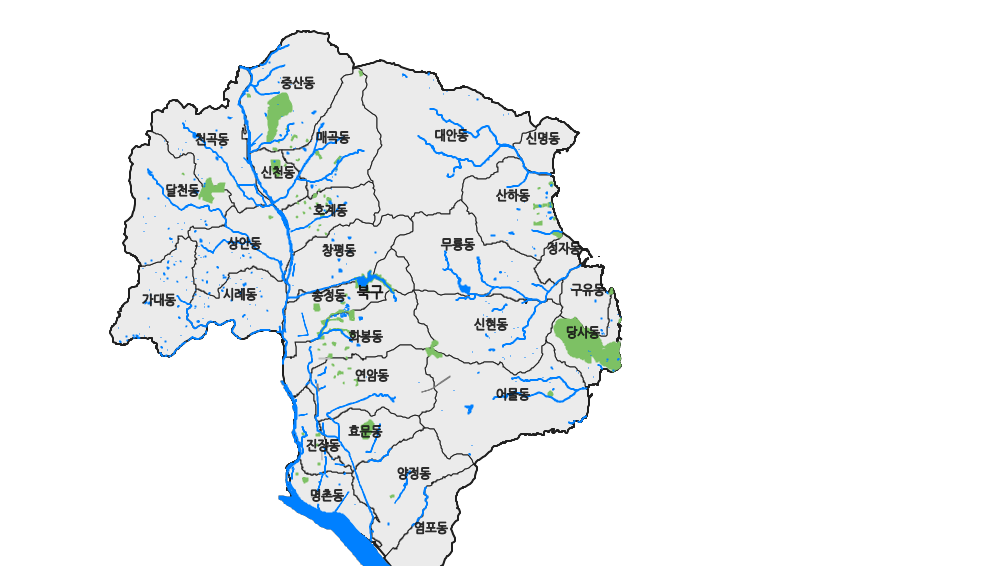 중산동
천곡동
매곡동
대안동
신명동
신천동
달천동
산하동
호계동
상안동
창평동
무룡동
정자동
가대동
시례동
송정동
북구
구유동
화봉동
신현동
당사동
연암동
어물동
효문동
진장동
양정동
명촌동
염포동